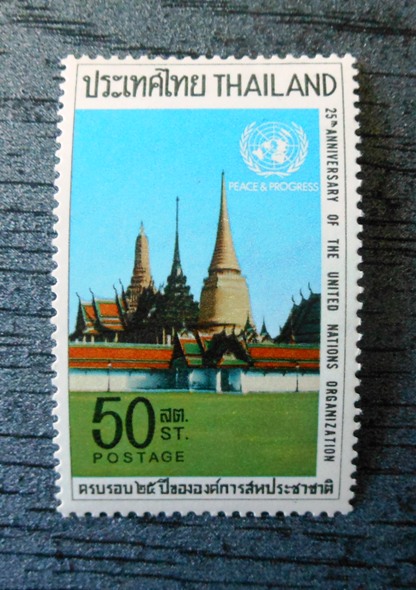 ประเทศไทย THAILAND
PEACE & PROGRESS
25th ANNIVERSARY OF THE UNITED NATIONS ORGANIZATION
50 สต.
ST.
POSTAGE
ครบรอบ ๒๕ ปีขององค์การสหประชาชาติ